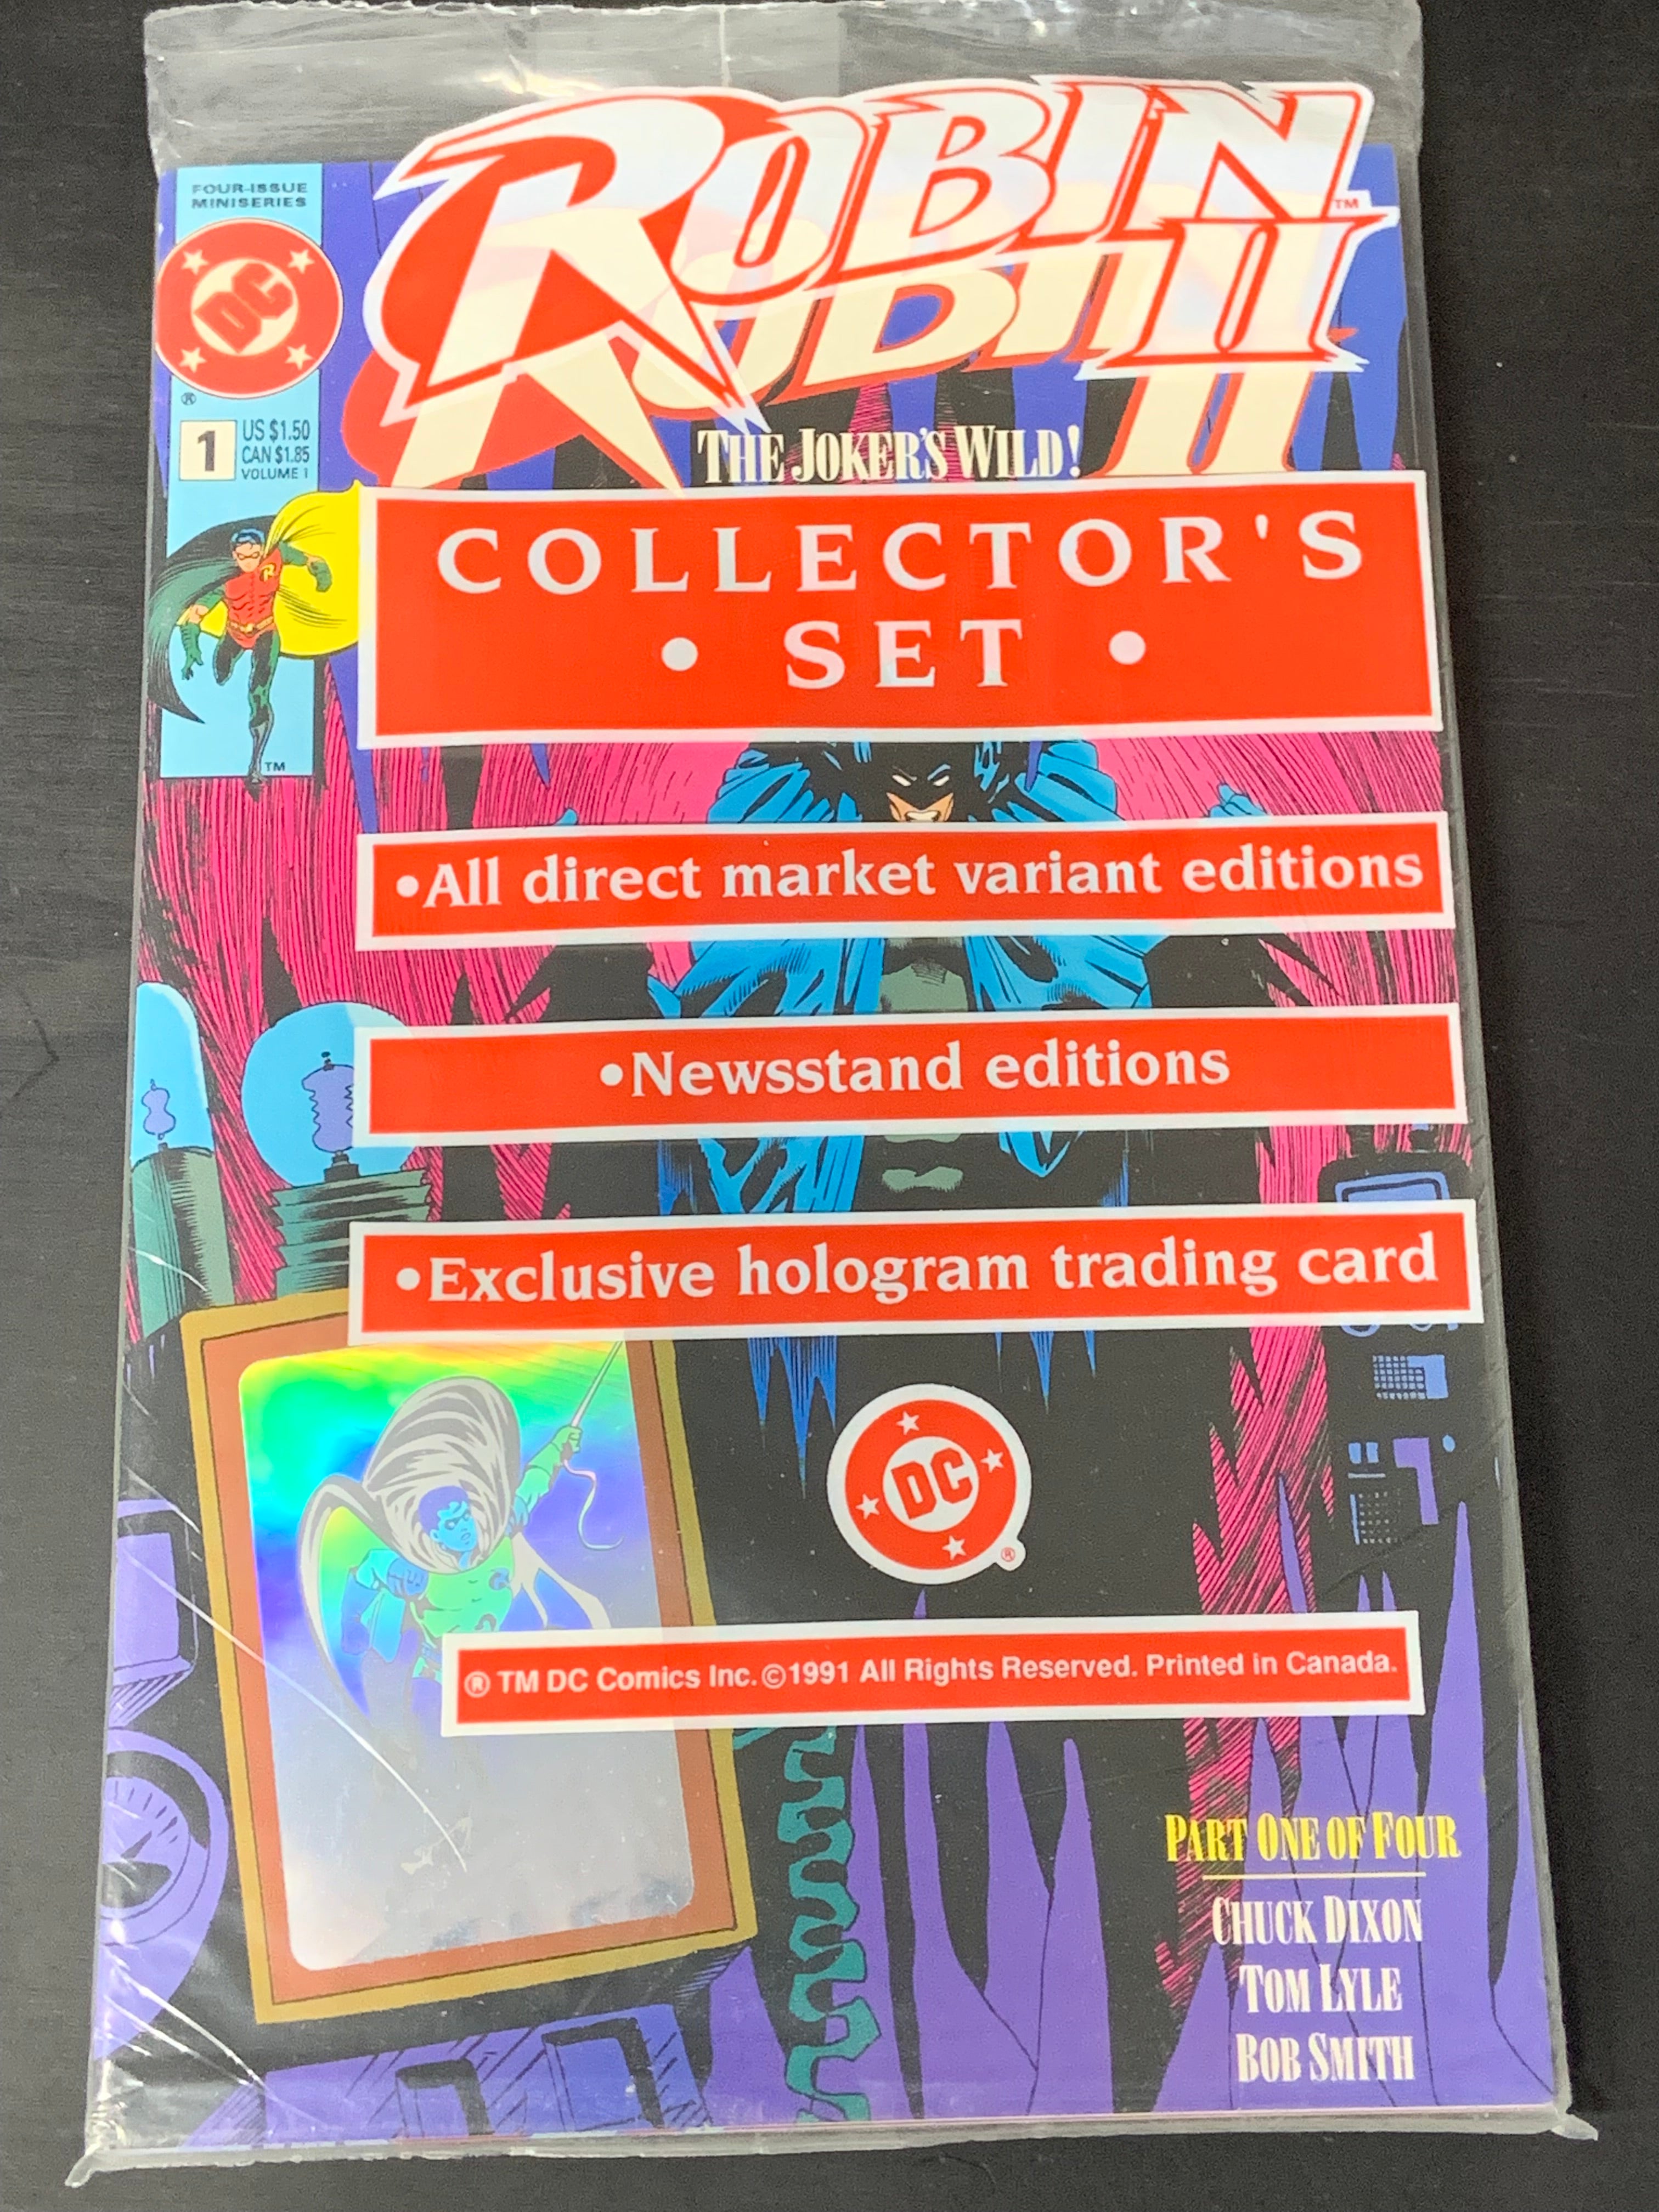 ROBIN II™
FOUR-ISSUE
MINISERIES
DC
®
ROBIN II
1
US $1.50
CAN $1.85
VOLUME 1
THE JOKER'S WILD!
COLLECTOR'S
• SET •
R
TM
•All direct market variant editions
•Newsstand editions
•Exclusive hologram trading card
DC
®
® TM DC Comics Inc.©1991 All Rights Reserved. Printed in Canada.
PART ONE OF FOUR
CHUCK DIXON
TOM LYLE
BOB SMITH